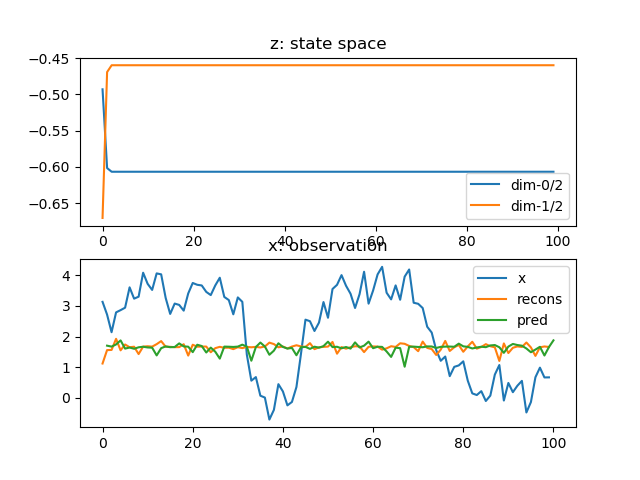 z: state space
−0.45
−0.50
−0.55
−0.60
−0.65
dim-0/2
dim-1/2
0 20 40 60 80 100
x: observation
4
3
2
1
0
x
recons
pred
0 20 40 60 80 100